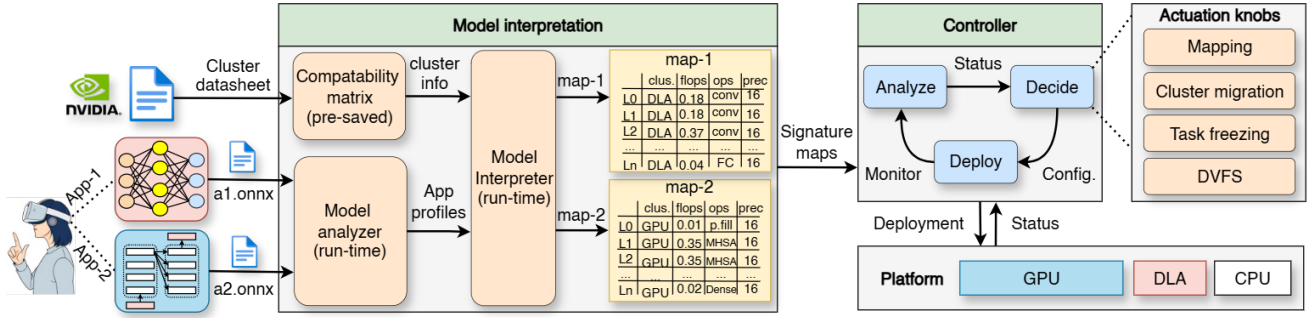 Model interpretation
Controller
Actuation knobs
NVIDIA.
Cluster
datasheet
Compatability
matrix
(pre-saved)
cluster
info
App-1
a1.onnx
App-2
a2.onnx
Model
analyzer
(run-time)
App
profiles
Model
Interpreter
(run-time)
map-1
map-2
map-1
clus. flops ops prec
L0 DLA 0.18 conv 16
L1 DLA 0.18 conv 16
L2 DLA 0.37 conv 16
... ... ... ... ...
Ln DLA 0.04 FC 16
map-2
clus. flops ops prec
L0 GPU 0.01 p.fill 16
L1 GPU 0.35 MHSA 16
L2 GPU 0.35 MHSA 16
... ... ... ... ...
Ln GPU 0.02 Dense 16
Signature
maps
Analyze
Status
Decide
Deploy
Monitor
Config.
Mapping
Cluster migration
Task freezing
DVFS
Deployment
Status
Platform
GPU
DLA
CPU